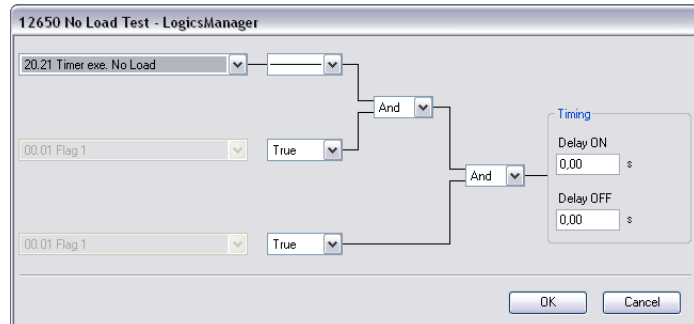 12650 No Load Test - LogicsManager
20.21 Timer exe. No Load
And
Timing
00.01 Flag 1 True
Delay ON
0,00 s
And
Delay OFF
0,00 s
00.01 Flag 1 True
OK Cancel